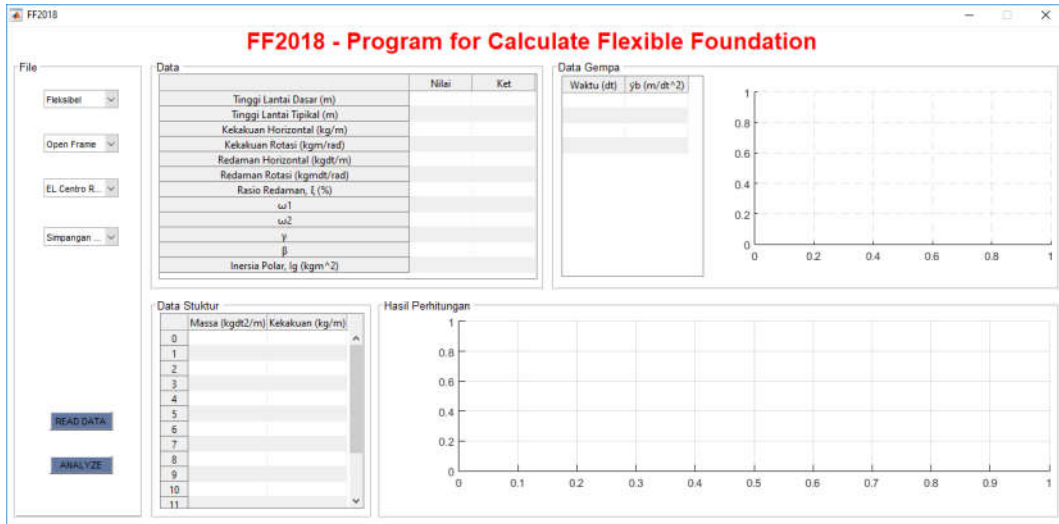 FF2018
FF2018 - Program for Calculate Flexible Foundation
File
Fleksibel
Open Frame
EL Centro R...
Simpangan ...
READ DATA
ANALYZE
Data
Nilai Ket
Tinggi Lantai Dasar (m)
Tinggi Lantai Tipikal (m)
Kekakuan Horizontal (kg/m)
Kekakuan Rotasi (kgm/rad)
Redaman Horizontal (kgdt/m)
Redaman Rotasi (kgmdt/rad)
Rasio Redaman, ξ (%)
ω1
ω2
γ
β
Inersia Polar, Ig (kgm^2)
Data Gempa
Waktu (dt) ÿb (m/dt^2)
1
0.8
0.6
0.4
0.2
0
0 0.2 0.4 0.6 0.8 1
Data Stuktur
Massa (kgdt2/m) Kekakuan (kg/m)
0
1
2
3
4
5
6
7
8
9
10
11
Hasil Perhitungan
1
0.8
0.6
0.4
0.2
0
0 0.1 0.2 0.3 0.4 0.5 0.6 0.7 0.8 0.9 1